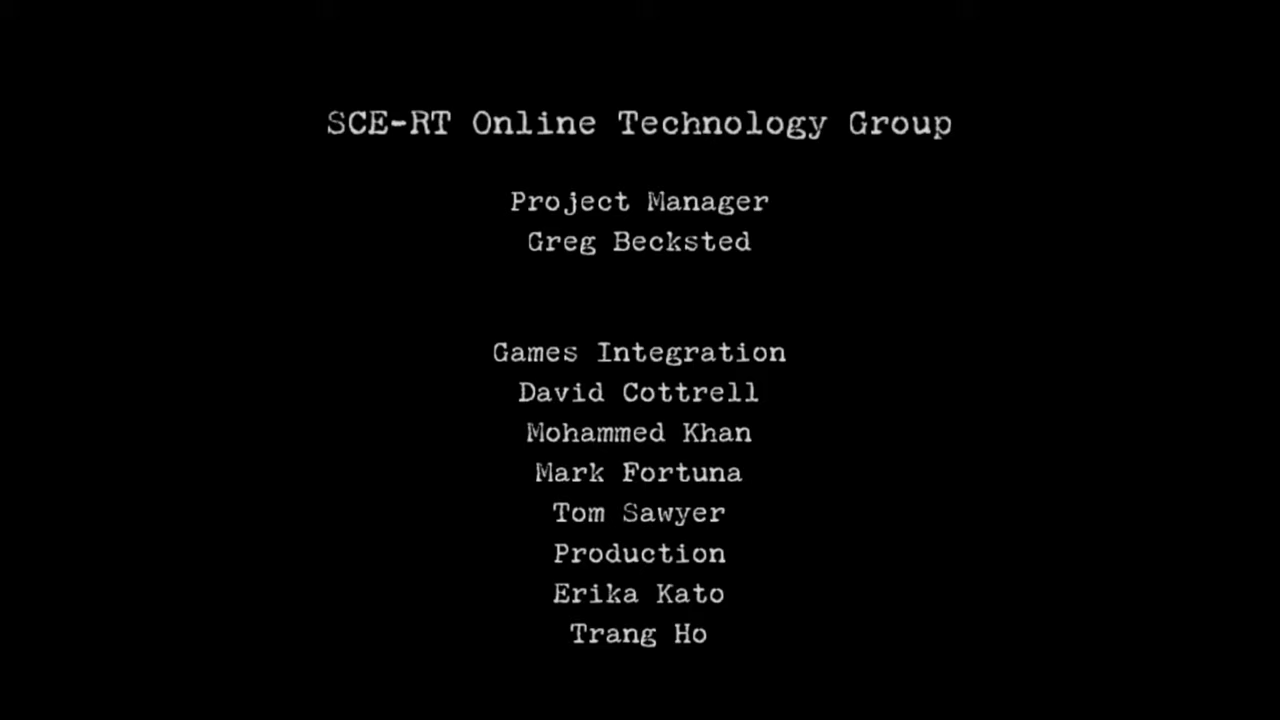 SCE-RT Online Technology Group
Project Manager
Greg Becksted
Games Integration
David Cottrell
Mohammed Khan
Mark Fortuna
Tom Sawyer
Production
Erika Kato
Trang Ho